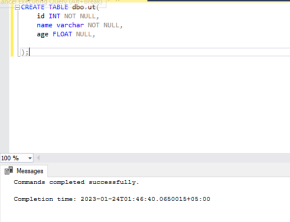 CREATE TABLE dbo.ut(
id INT NOT NULL,
name varchar NOT NULL,
age FLOAT NULL,
);
100 %
Messages
Commands completed successfully.
Completion time: 2023-01-24T01:46:40.0650015+05:00